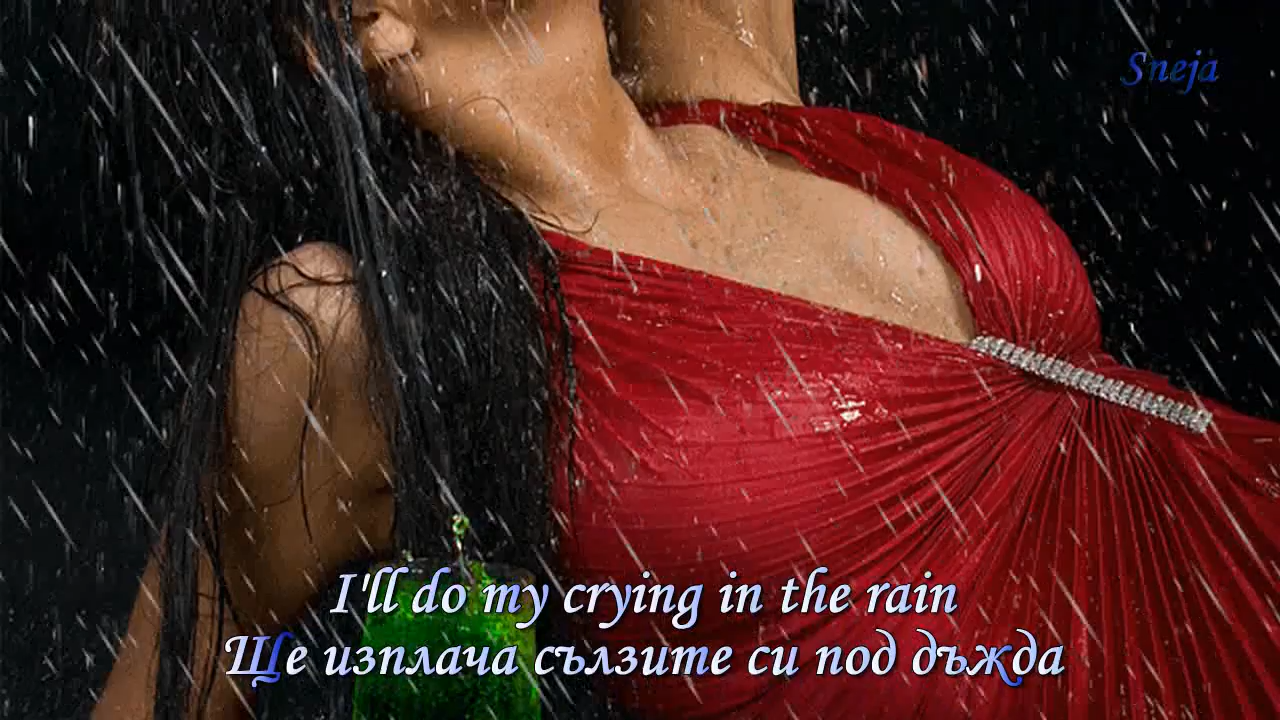 Sneja
I'll do my crying in the rain
Ще изплача сълзите си под дъжда